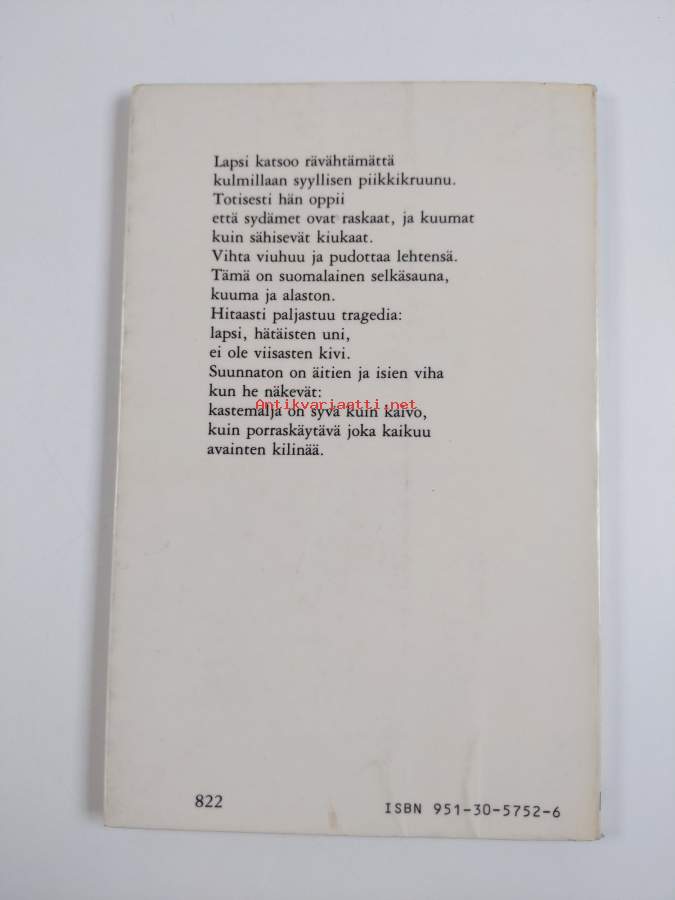 Lapsi katsoo rävähtämättä
kulmillaan syyllisen piikkikruunu.
Totisesti hän oppii
että sydämet ovat raskaat, ja kuumat
kuin sähisevät kiukaat.
Vihta viuhuu ja pudottaa lehtensä.
Tämä on suomalainen selkäsauna,
kuuma ja alaston.
Hitaasti paljastuu tragedia:
lapsi, hätäisten uni,
ei ole viisasten kivi.
Suunnaton on äitien ja isien viha
kun he näkevät:
Antikvariaatti.net
kastemalja on syvä kuin kaivo,
kuin porraskäytävä joka kaikuu
avainten kilinää.
822
ISBN 951-30-5752-6